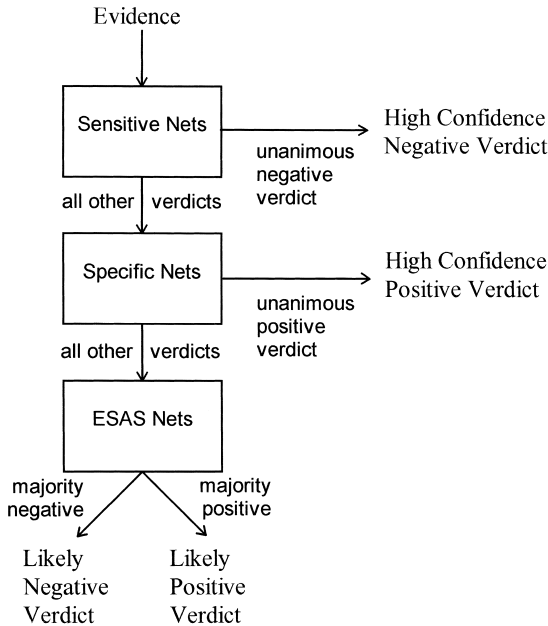 Evidence
Sensitive Nets
High Confidence
Negative Verdict
unanimous
negative
verdict
all other verdicts
Specific Nets
High Confidence
Positive Verdict
unanimous
positive
verdict
all other verdicts
ESAS Nets
majority
negative
majority
positive
Likely
Negative
Verdict
Likely
Positive
Verdict